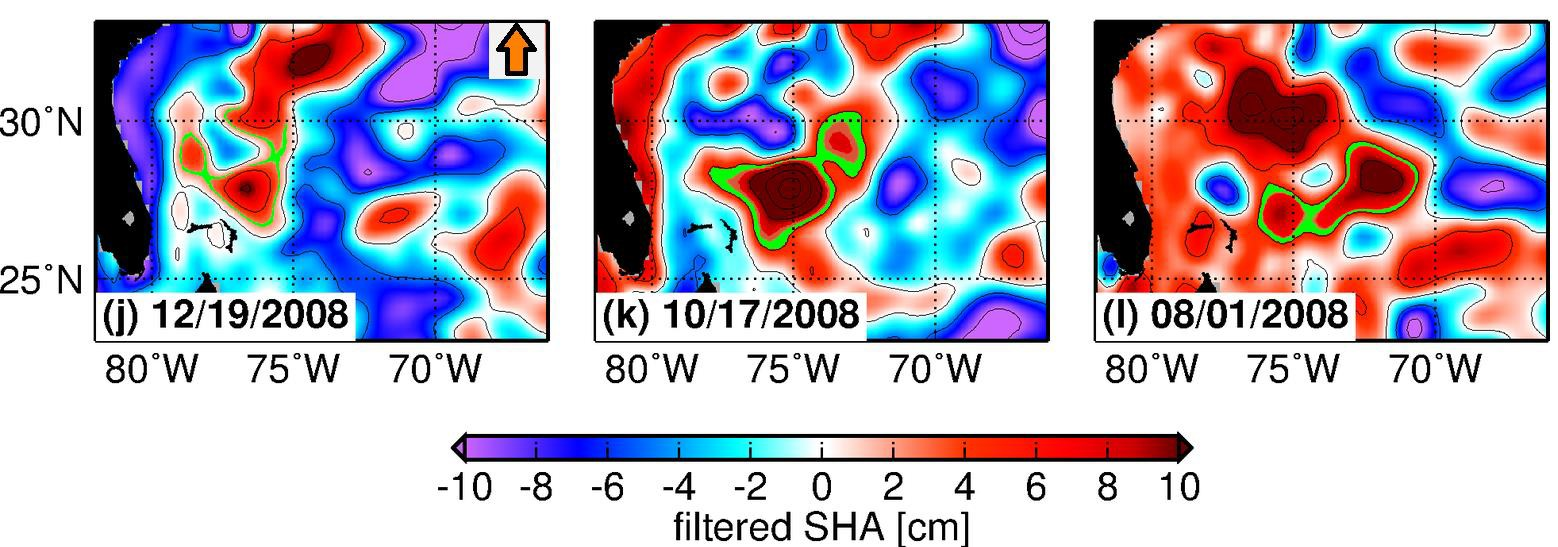 30°N
25°N
(j) 12/19/2008
(k) 10/17/2008
(l) 08/01/2008
80°W 75°W 70°W 80°W 75°W 70°W 80°W 75°W 70°W
-10 -8 -6 -4 -2 0 2 4 6 8 10
filtered SHA [cm]